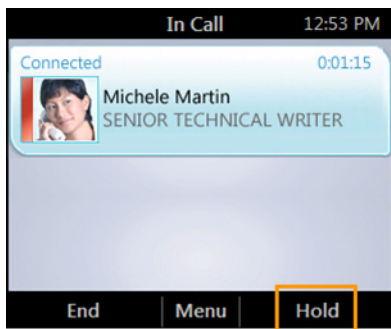 In Call 12:53 PM
Connected 0:01:15
Michele Martin
SENIOR TECHNICAL WRITER
End Menu Hold